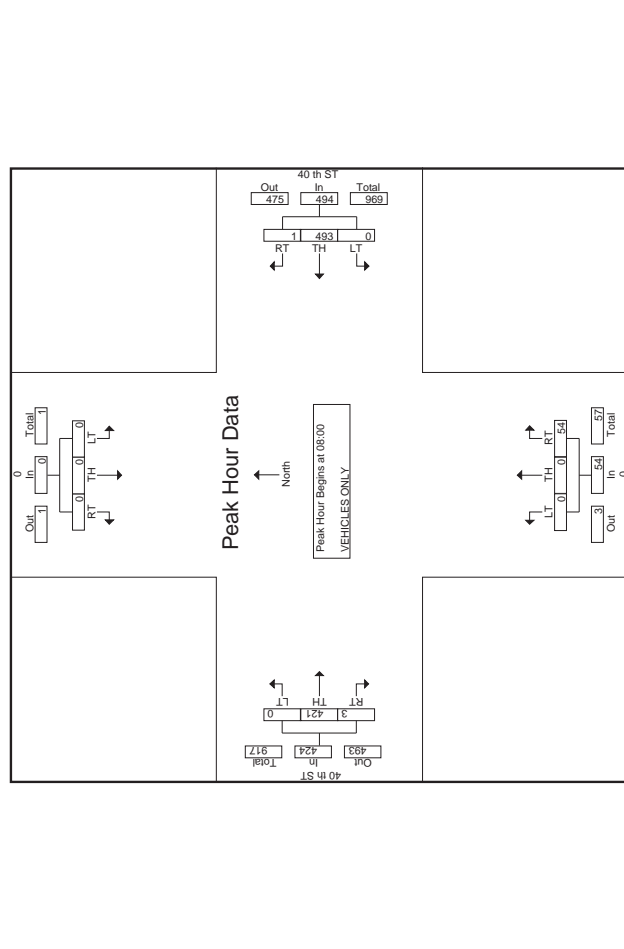 40 th ST
Out In Total
475 494 969
1 493 0
RT TH LT
0
Out In Total
1 0 1
0 0 0
RT TH LT
Peak Hour Data
North
Peak Hour Begins at 08:00
VEHICLES ONLY
LT TH RT
0 0 54
3 54 57
Out In Total
0
LT TH RT
0 421 3
917 424 493
Total In Out
40 th ST